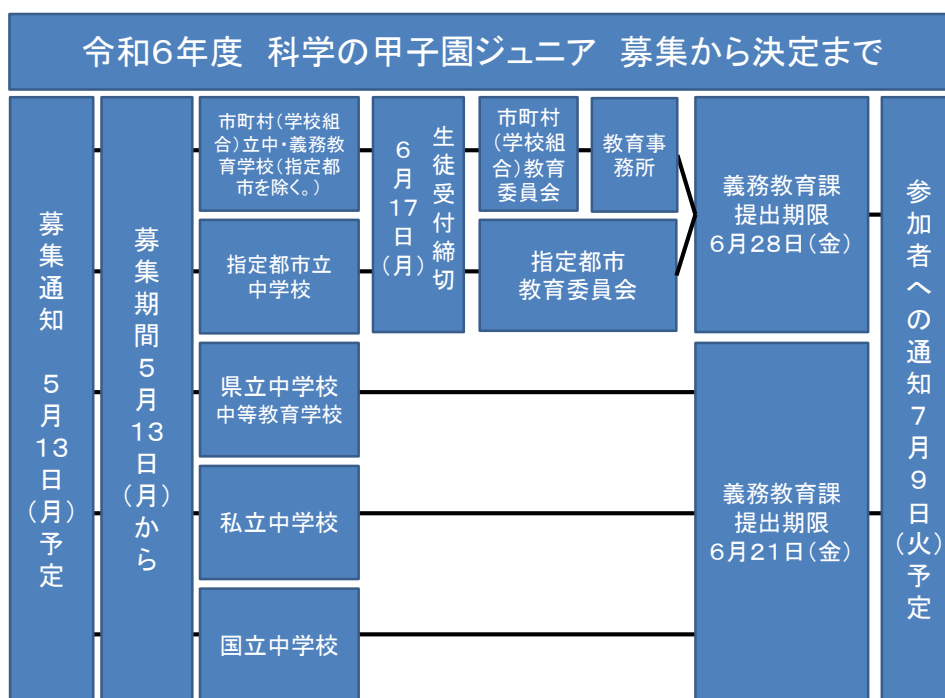 令和6年度　科学の甲子園ジュニア　募集から決定まで
募集通知　5月13日(月)予定
募集期間5月13日(月)から
市町村(学校組
合)立中・義務教
育学校(指定都
市を除く。)
指定都市立
中学校
県立中学校
中等教育学校
私立中学校
国立中学校
生徒受付締切
6月17日(月)
市町村
(学校組
合)教育
委員会
教育事
務所
指定都市
教育委員会
義務教育課
提出期限
6月28日(金)
義務教育課
提出期限
6月21日(金)
参加者への通知7月9日(火)予定